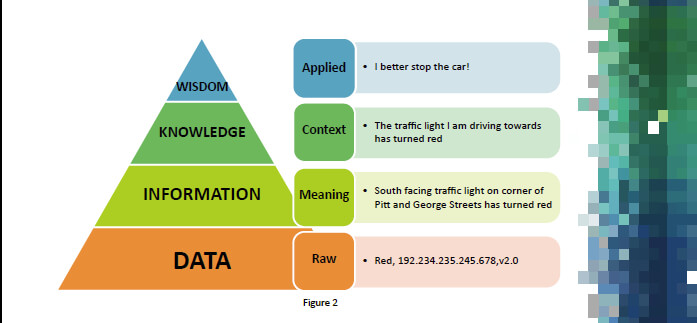 WISDOM
Applied
• I better stop the car!
KNOWLEDGE
Context
• The traffic light I am driving towards
has turned red
INFORMATION
Meaning
• South facing traffic light on corner of
Pitt and George Streets has turned red
DATA
Raw
• Red, 192.234.235.245.678,v2.0
Figure 2